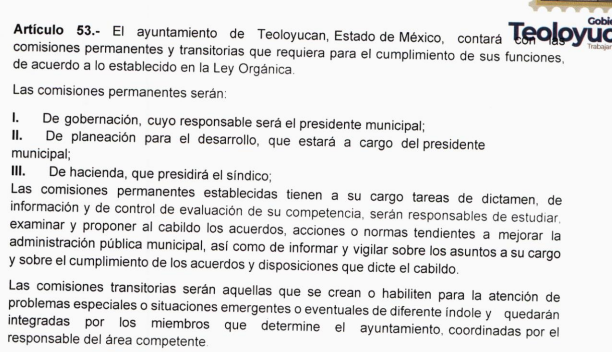 Gobie
Teoloyuc
Trabajar
Artículo 53.- El ayuntamiento de Teoloyucan, Estado de México, contará con las
comisiones permanentes y transitorias que requiera para el cumplimiento de sus funciones,
de acuerdo a lo establecido en la Ley Orgánica.
Las comisiones permanentes serán:
I. De gobernación, cuyo responsable será el presidente municipal;
II. De planeación para el desarrollo, que estará a cargo del presidente
municipal;
III. De hacienda, que presidirá el síndico;
Las comisiones permanentes establecidas tienen a su cargo tareas de dictamen, de
información y de control de evaluación de su competencia, serán responsables de estudiar,
examinar y proponer al cabildo los acuerdos, acciones o normas tendientes a mejorar la
administración pública municipal, así como de informar y vigilar sobre los asuntos a su cargo
y sobre el cumplimiento de los acuerdos y disposiciones que dicte el cabildo.
Las comisiones transitorias serán aquellas que se crean o habiliten para la atención de
problemas especiales o situaciones emergentes o eventuales de diferente índole y quedarán
integradas por los miembros que determine el ayuntamiento, coordinadas por el
responsable del área competente